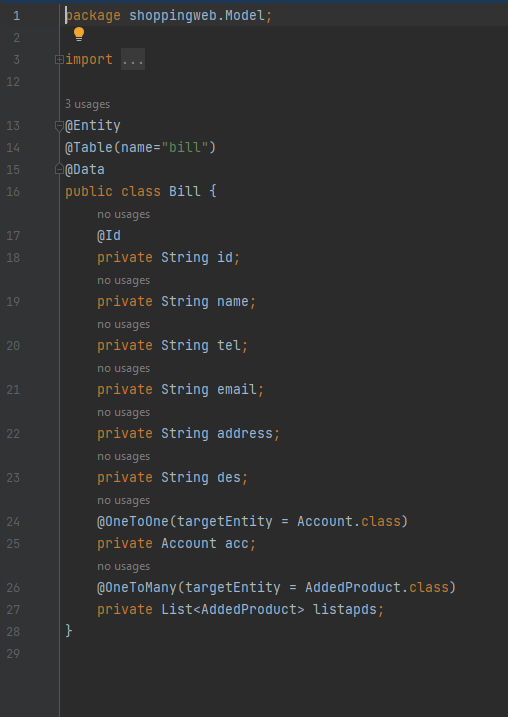 1 package shoppingweb.Model;
2
3 import ...
12
3 usages
13 @Entity
14 @Table(name="bill")
15 @Data
16 public class Bill {
no usages
17 @Id
18 private String id;
no usages
19 private String name;
no usages
20 private String tel;
no usages
21 private String email;
no usages
22 private String address;
no usages
23 private String des;
no usages
24 @OneToOne(targetEntity = Account.class)
25 private Account acc;
no usages
26 @OneToMany(targetEntity = AddedProduct.class)
27 private List<AddedProduct> listapds;
28 }
29